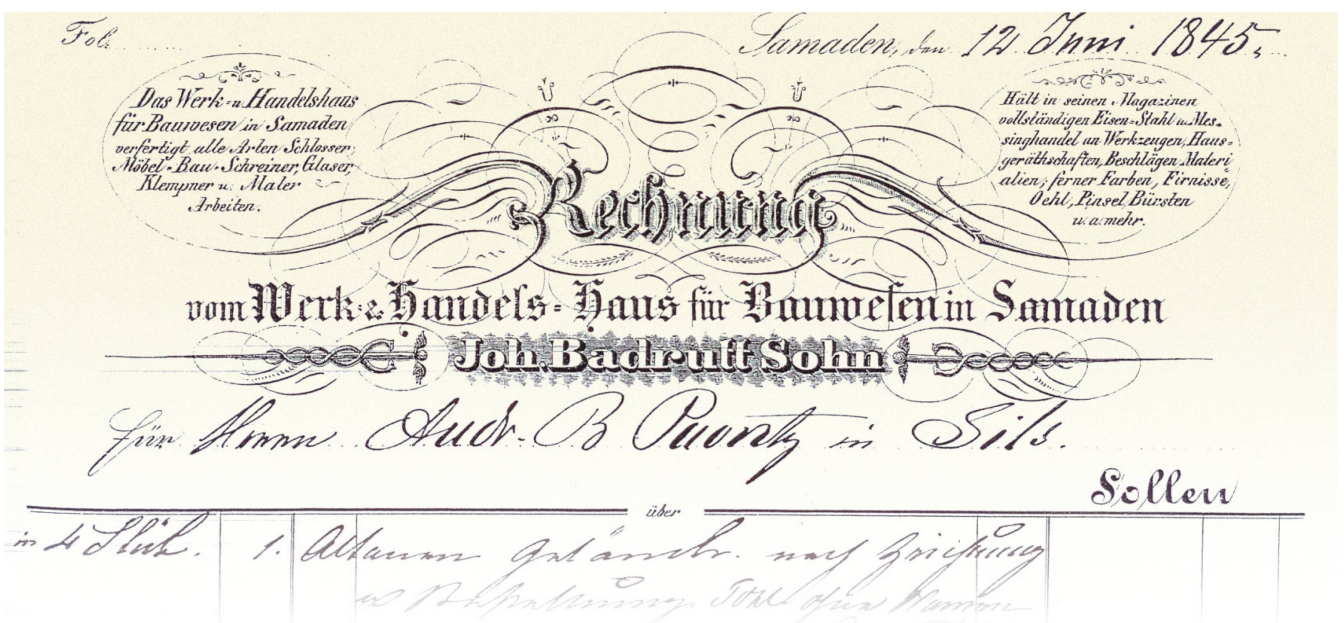 Fol.
Samaden, den 12 Juni 1845.
Das Werk- u. Handelshaus
für Bauwesen in Samaden
verfertigt alle Arten Schlosser,
Möbel- Bau- Schreiner, Glaser,
Klempner u. Maler
Arbeiten.
Hält in seinen Magazinen
vollständigen Eisen-Stahl u. Mes-
singhandel an Werkzeugen, Haus-
geräthschaften, Beschlägen Materi
alien; ferner Farben, Firnisse,
Oehl, Pinsel, Bürsten
u. a. mehr.
Rechnung
vom Werk- & Handels-Haus für Bauwesen in Samaden
Joh. Badrutt Sohn
für Herrn Andr. B in Sils.
Sollen
über
in 4 Stük. 1. Altanen Geländr. nach Zeichnung